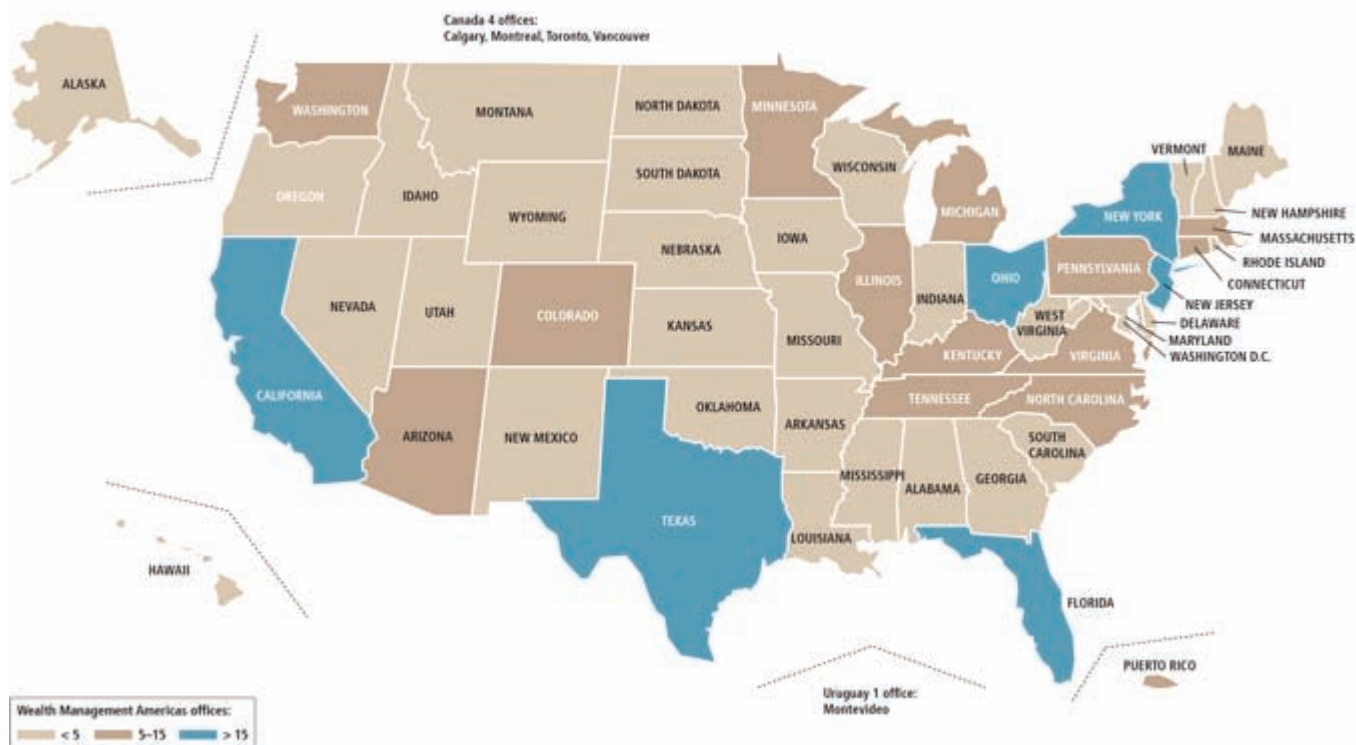 Canada 4 offices:
Calgary, Montreal, Toronto, Vancouver
ALASKA
WASHINGTON
MONTANA
NORTH DAKOTA
MINNESOTA
VERMONT
MAINE
WISCONSIN
SOUTH DAKOTA
OREGON
IDAHO
WYOMING
MICHIGAN
NEW YORK
NEW HAMPSHIRE
MASSACHUSETTS
RHODE ISLAND
CONNECTICUT
NEW JERSEY
DELAWARE
MARYLAND
WASHINGTON D.C.
IOWA
NEBRASKA
PENNSYLVANIA
OHIO
ILLINOIS
INDIANA
NEVADA
UTAH
COLORADO
KANSAS
MISSOURI
WEST
VIRGINIA
VIRGINIA
KENTUCKY
CALIFORNIA
TENNESSEE
NORTH CAROLINA
OKLAHOMA
ARKANSAS
ARIZONA
NEW MEXICO
SOUTH
CAROLINA
MISSISSIPPI
ALABAMA
GEORGIA
TEXAS
LOUISIANA
HAWAII
FLORIDA
PUERTO RICO
Uruguay 1 office:
Montevideo
Wealth Management Americas offices:
< 5 5–15 > 15